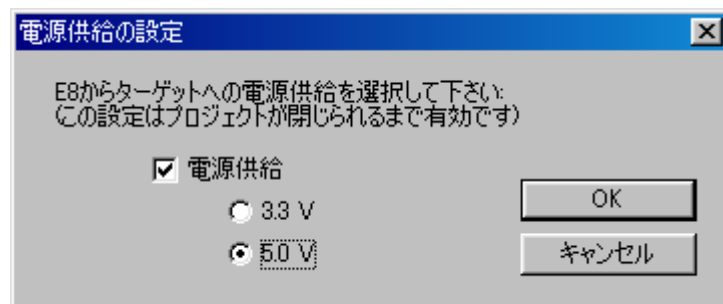 電源供給の設定
E8からターゲットへの電源供給を選択して下さい:
(この設定はプロジェクトが閉じられるまで有効です)
電源供給
3.3 V
5.0 V
OK
キャンセル